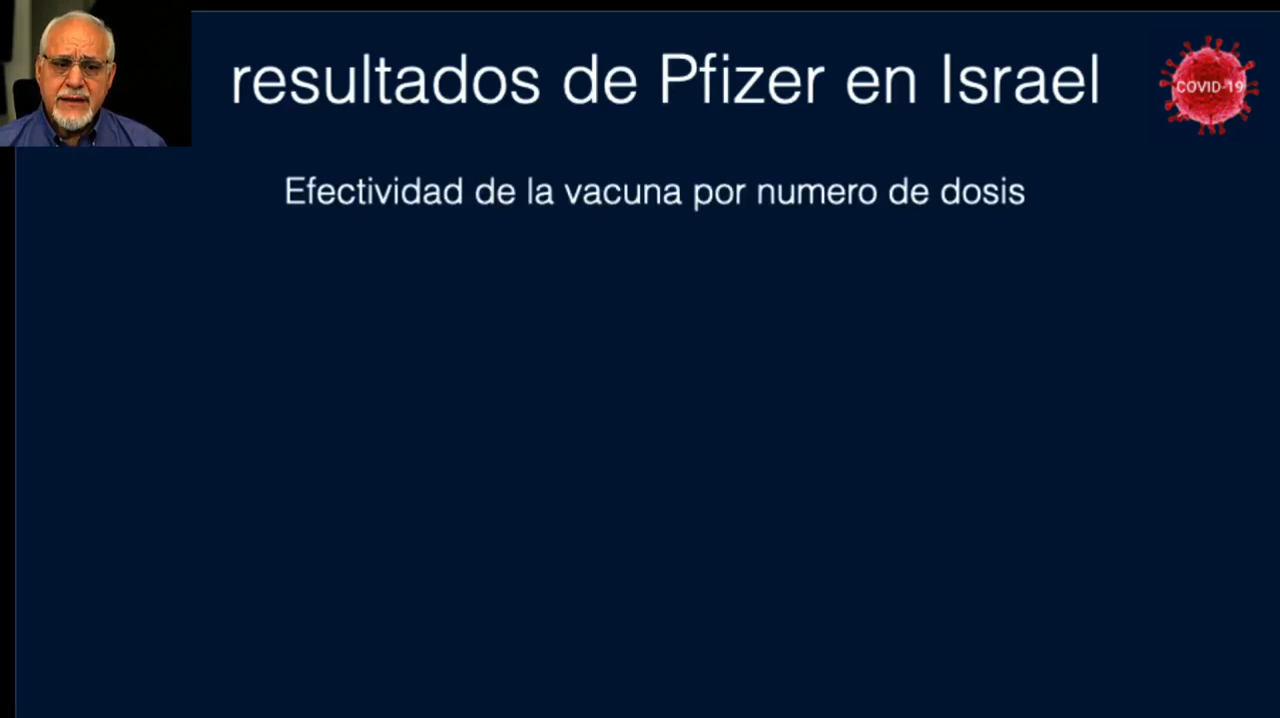 resultados de Pfizer en Israel
COVID-19
Efectividad de la vacuna por numero de dosis